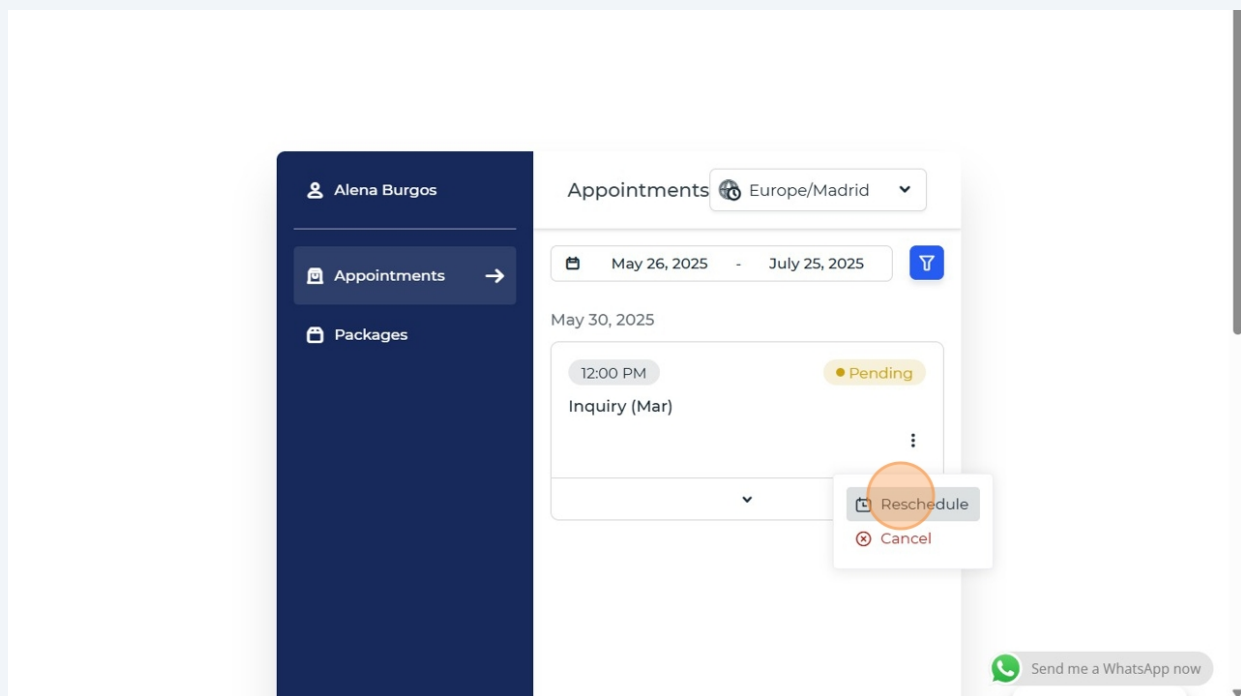 Alena Burgos
Appointments
Packages
Appointments
Europe/Madrid
May 26, 2025 - July 25, 2025
May 30, 2025
12:00 PM
Pending
Inquiry (Mar)
Reschedule
Cancel
Send me a WhatsApp now